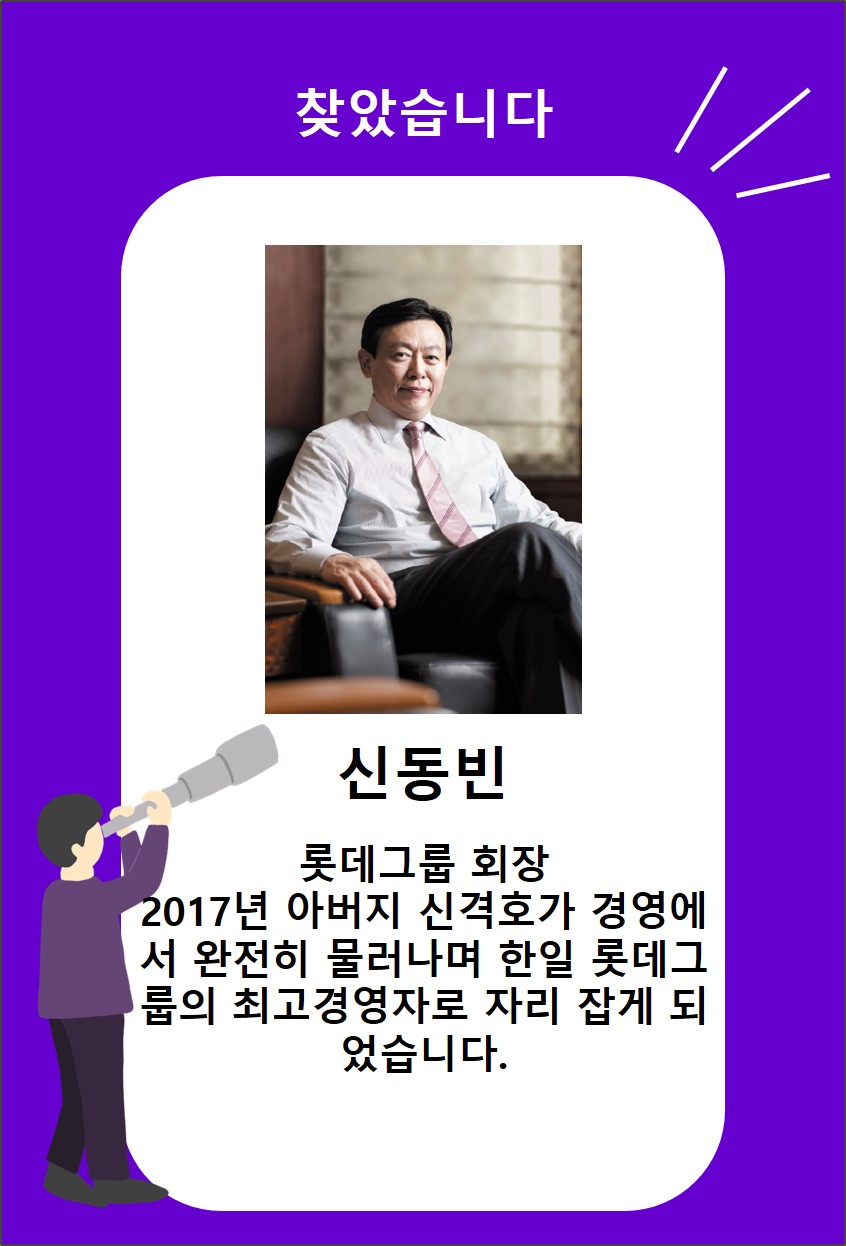 찾았습니다
신동빈
롯데그룹 회장
2017년 아버지 신격호가 경영에
서 완전히 물러나며 한일 롯데그
룹의 최고경영자로 자리 잡게 되
었습니다.